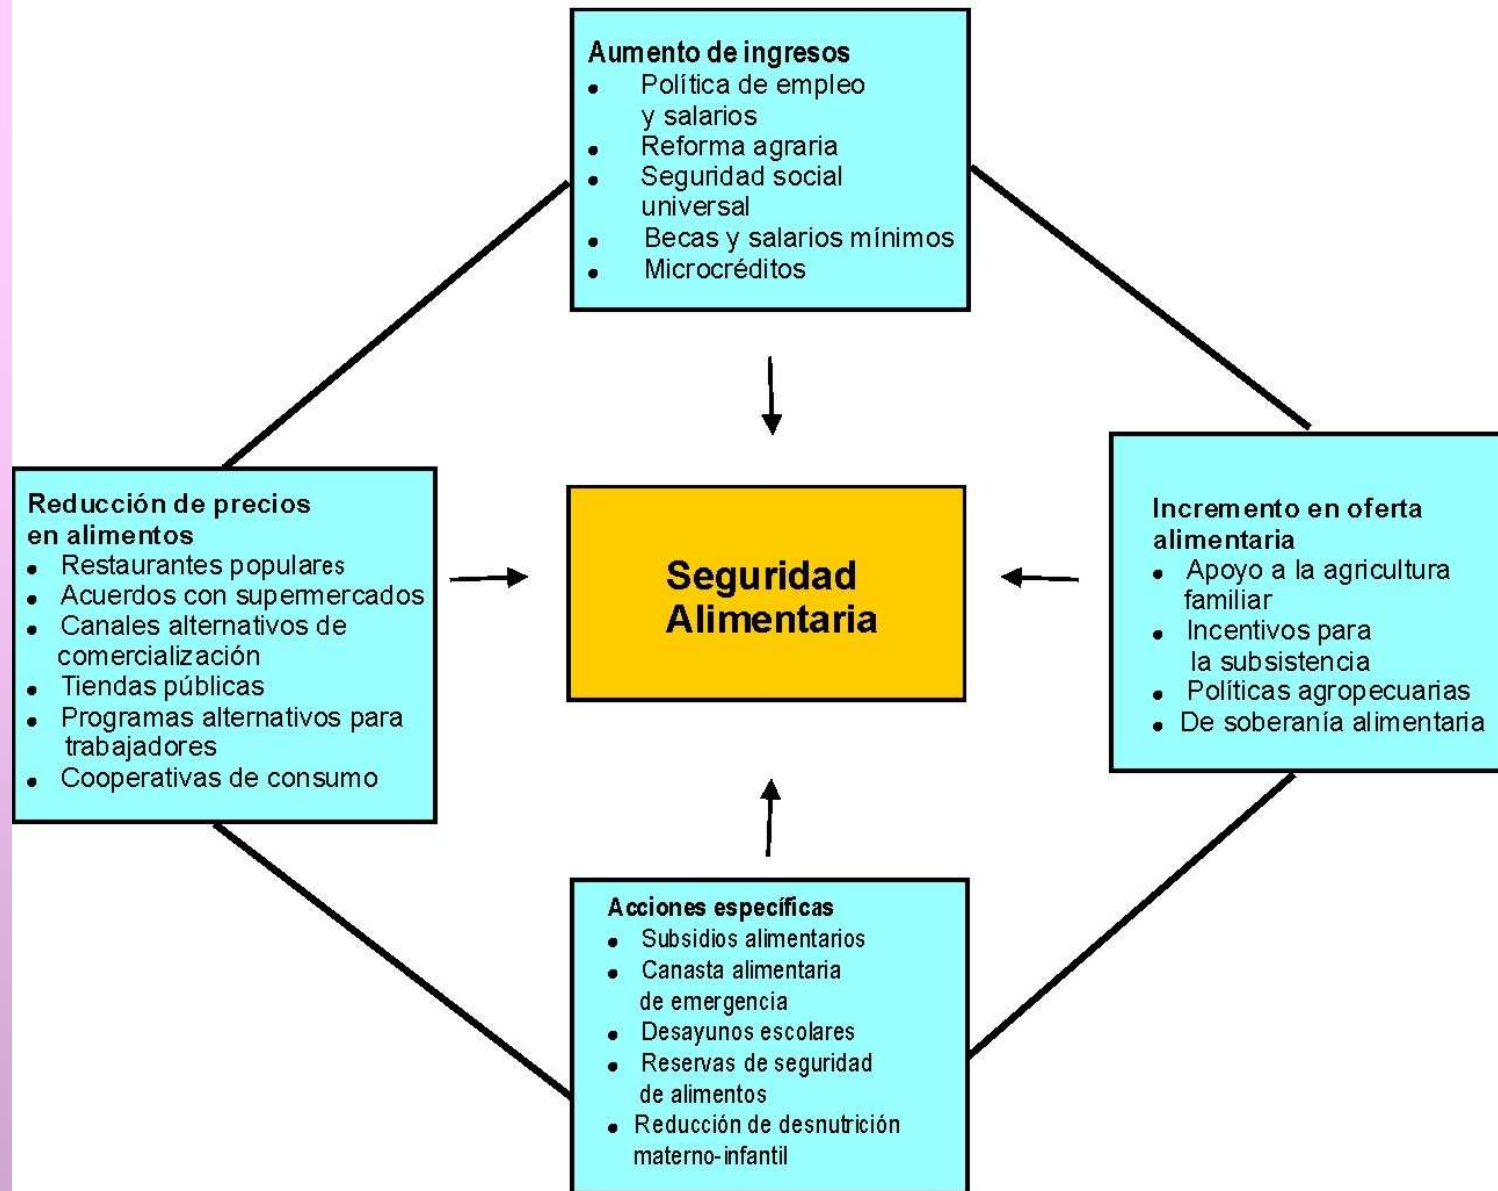 Aumento de ingresos
• Política de empleo
y salarios
• Reforma agraria
• Seguridad social
universal
• Becas y salarios mínimos
• Microcréditos
Reducción de precios
en alimentos
• Restaurantes populares
• Acuerdos con supermercados
• Canales alternativos de
comercialización
• Tiendas públicas
• Programas alternativos para
trabajadores
• Cooperativas de consumo
Seguridad
Alimentaria
Incremento en oferta
alimentaria
• Apoyo a la agricultura
familiar
• Incentivos para
la subsistencia
• Políticas agropecuarias
• De soberanía alimentaria
Acciones específicas
• Subsidios alimentarios
• Canasta alimentaria
de emergencia
• Desayunos escolares
• Reservas de seguridad
de alimentos
• Reducción de desnutrición
materno-infantil